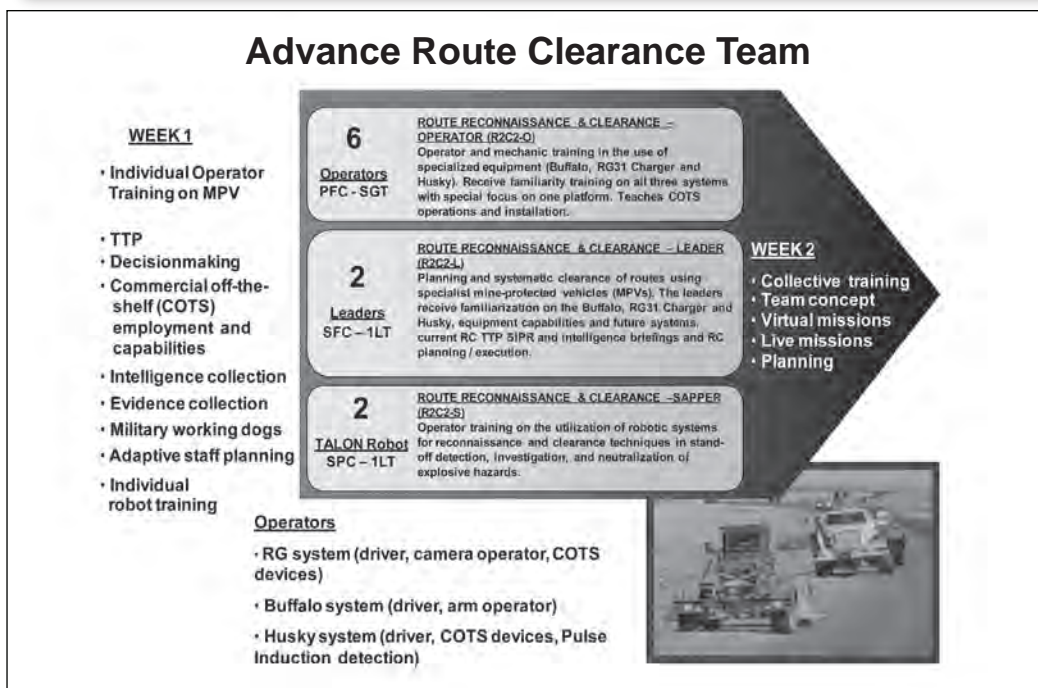 Advance Route Clearance Team
WEEK 1
· Individual Operator
Training on MPV
· TTP
· Decisionmaking
· Commercial off-the-
shelf (COTS)
employment and
capabilities
· Intelligence collection
· Evidence collection
· Military working dogs
· Adaptive staff planning
· Individual
robot training
6
Operators
PFC - SGT
ROUTE RECONNAISSANCE & CLEARANCE –
OPERATOR (R2C2-O)
Operator and mechanic training in the use of
specialized equipment (Buffalo, RG31 Charger and
Husky). Receive familiarity training on all three systems
with special focus on one platform. Teaches COTS
operations and installation.
2
Leaders
SFC – 1LT
ROUTE RECONNAISSANCE & CLEARANCE – LEADER
(R2C2-L)
Planning and systematic clearance of routes using
specialist mine-protected vehicles (MPVs). The leaders
receive familiarization on the Buffalo, RG31 Charger and
Husky, equipment capabilities and future systems,
current RC TTP SIPR and intelligence briefings and RC
planning / execution.
2
TALON Robot
SPC – 1LT
ROUTE RECONNAISSANCE & CLEARANCE –SAPPER
(R2C2-S)
Operator training on the utilization of robotic systems
for reconnaissance and clearance techniques in stand-
off detection, investigation, and neutralization of
explosive hazards.
WEEK 2
· Collective training
· Team concept
· Virtual missions
· Live missions
· Planning
Operators
· RG system (driver, camera operator, COTS
devices)
· Buffalo system (driver, arm operator)
· Husky system (driver, COTS devices, Pulse
Induction detection)